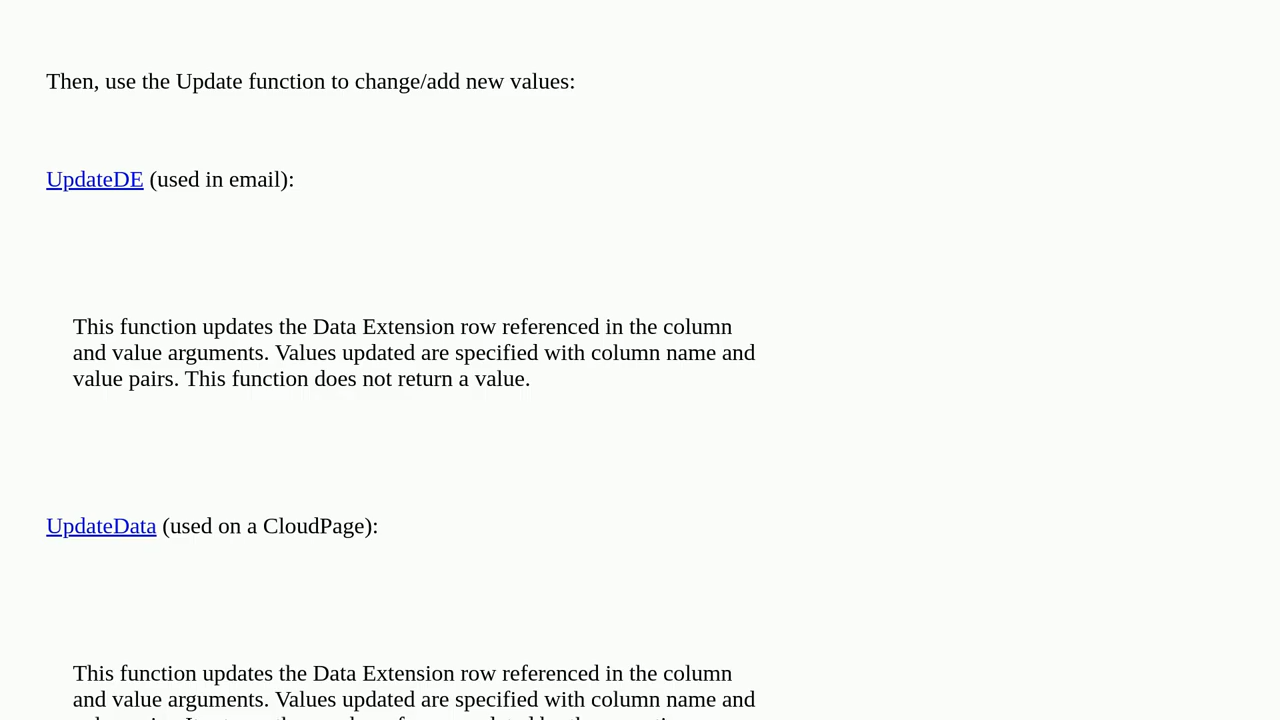 Then, use the Update function to change/add new values:
UpdateDE (used in email):
This function updates the Data Extension row referenced in the column
and value arguments. Values updated are specified with column name and
value pairs. This function does not return a value.
UpdateData (used on a CloudPage):
This function updates the Data Extension row referenced in the column
and value arguments. Values updated are specified with column name and